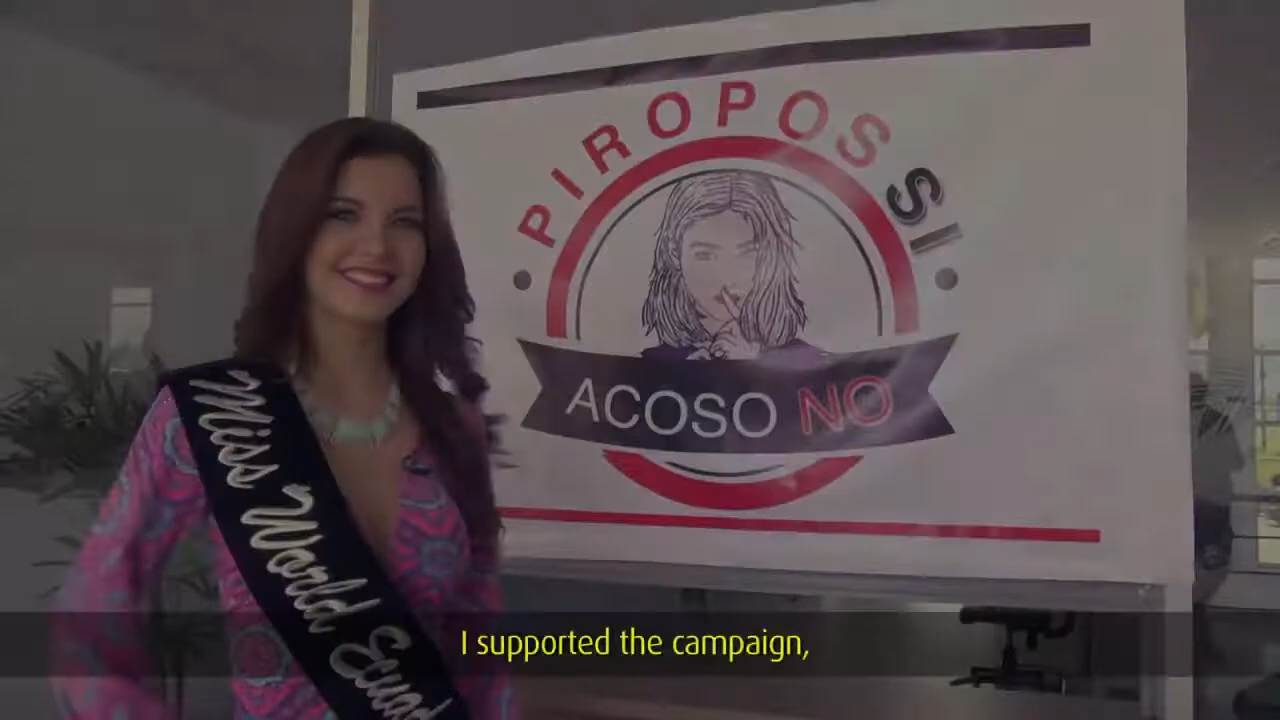 PIROPOS SI
ACOSO NO
Miss World Ecuad
I supported the campaign,